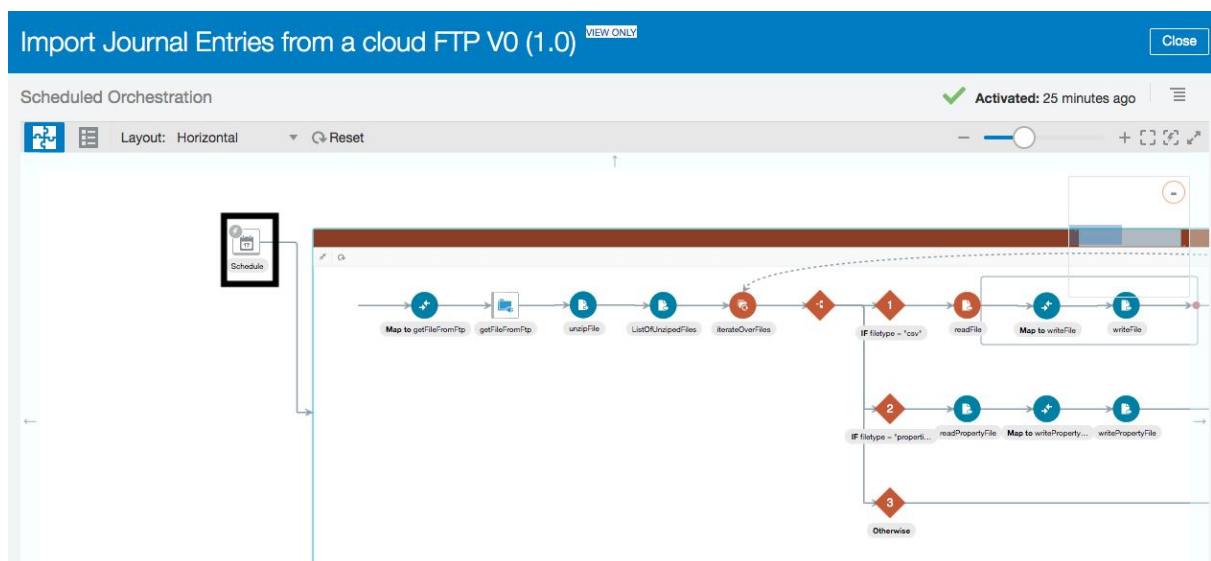 Import Journal Entries from a cloud FTP V0 (1.0) VIEW ONLY
Close
Scheduled Orchestration
Activated: 25 minutes ago
Layout: Horizontal
Reset
17
Schedule
Map to getFileFromFtp
getFileFromFtp
unzipFile
ListOfUnzipedFiles
iterateOverFiles
1
IF filetype = "csv"
readFile
Map to writeFile
writeFile
2
IF filetype = "properti...
readPropertyFile
Map to writeProperty...
writePropertyFile
3
Otherwise